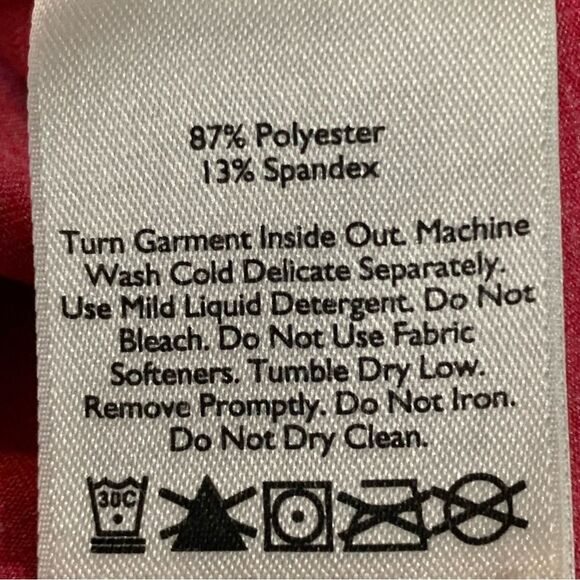 87% Polyester
13% Spandex
Turn Garment Inside Out. Machine
Wash Cold Delicate Separately.
Use Mild Liquid Detergent. Do Not
Bleach. Do Not Use Fabric
Softeners. Tumble Dry Low.
Remove Promptly. Do Not Iron.
Do Not Dry Clean.
30C